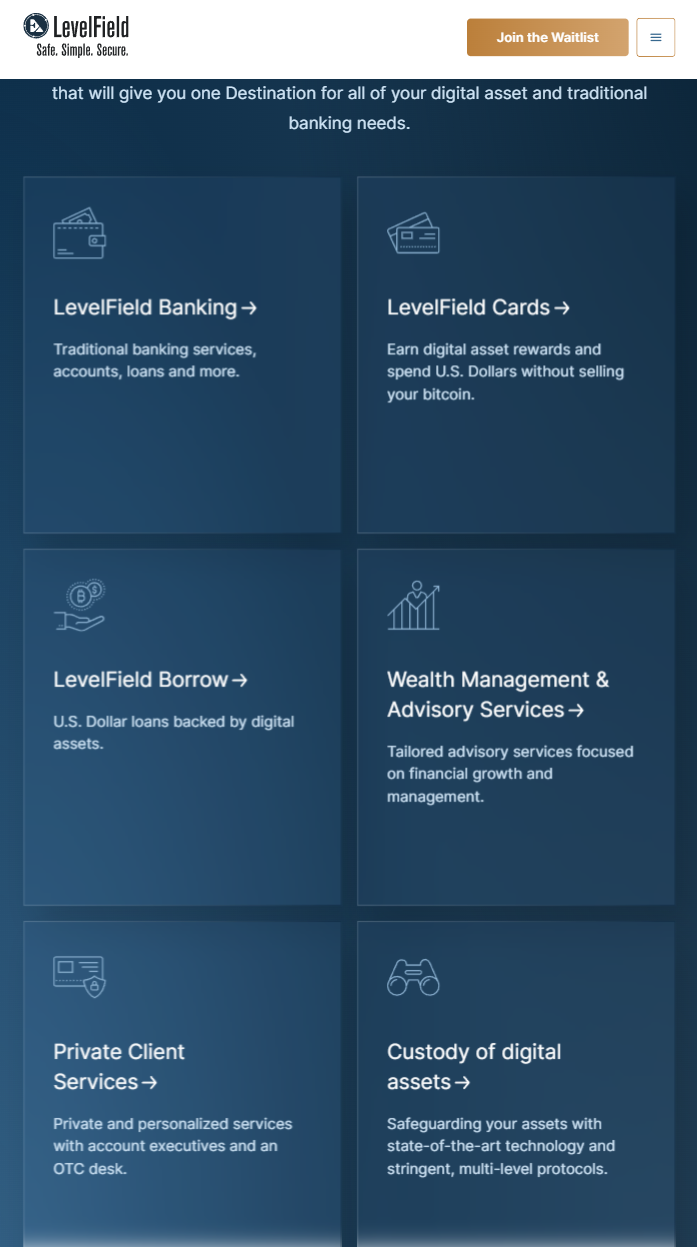 LevelField
Safe. Simple. Secure.
Join the Waitlist
that will give you one Destination for all of your digital asset and traditional
banking needs.
LevelField Banking→
Traditional banking services,
accounts, loans and more.
LevelField Cards→
Earn digital asset rewards and
spend U.S. Dollars without selling
your bitcoin.
LevelField Borrow→
U.S. Dollar loans backed by digital
assets.
Wealth Management &
Advisory Services→
Tailored advisory services focused
on financial growth and
management.
Private Client
Services→
Private and personalized services
with account executives and an
OTC desk.
Custody of digital
assets→
Safeguarding your assets with
state-of-the-art technology and
stringent, multi-level protocols.